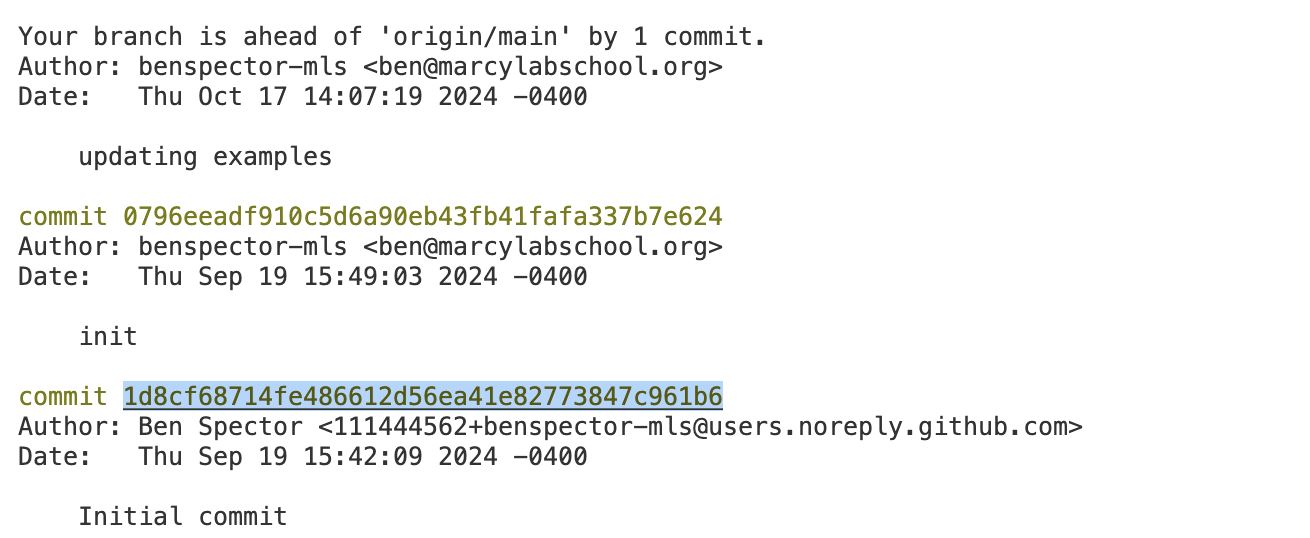 Your branch is ahead of 'origin/main' by 1 commit.
Author: benspector-mls <ben@marcylabschool.org>
Date:   Thu Oct 17 14:07:19 2024 -0400
updating examples
commit 0796eeadf910c5d6a90eb43fb41fafa337b7e624
Author: benspector-mls <ben@marcylabschool.org>
Date:   Thu Sep 19 15:49:03 2024 -0400
init
commit 1d8cf68714fe486612d56ea41e82773847c961b6
Author: Ben Spector <111444562+benspector-mls@users.noreply.github.com>
Date:   Thu Sep 19 15:42:09 2024 -0400
Initial commit